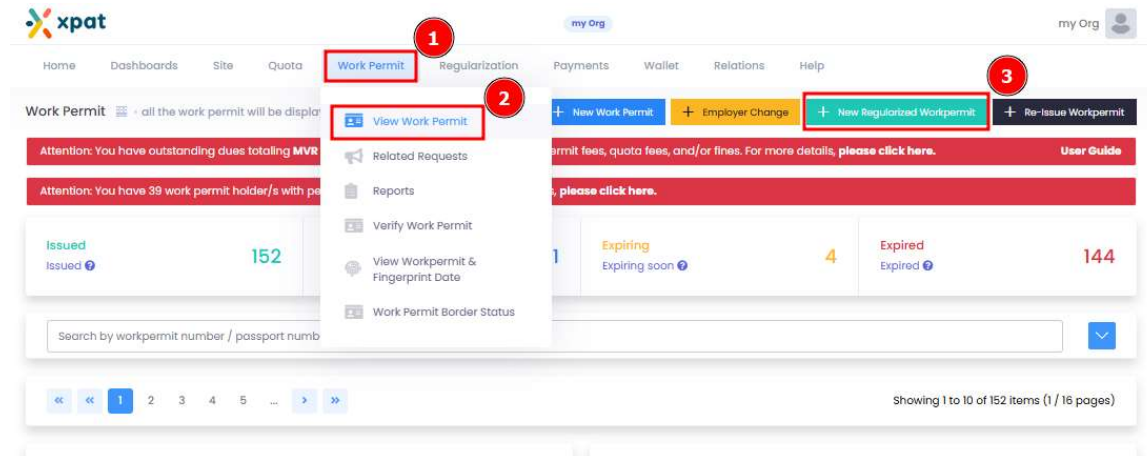 xpat
my Org
my Org
1
Home Dashboards Site Quota Work Permit Regularization Payments Wallet Relations Help
2
3
Work Permit - all the work permit will be display
+ New Work Permit + Employer Change + New Regularized Workpermit + Re-Issue Workpermit
View Work Permit
Related Requests
Reports
Verify Work Permit
View Workpermit &
Fingerprint Date
Work Permit Border Status
Attention: You have outstanding dues totaling MVR
permit fees, quota fees, and/or fines. For more details, please click here. User Guide
Attention: You have 39 work permit holder/s with pe
, please click here.
Issued
Issued
152
1
Expiring
Expiring soon
4
Expired
Expired
144
Search by workpermit number / passport numb
« « 1 2 3 4 5 ... › »
Showing 1 to 10 of 152 items (1 / 16 pages)